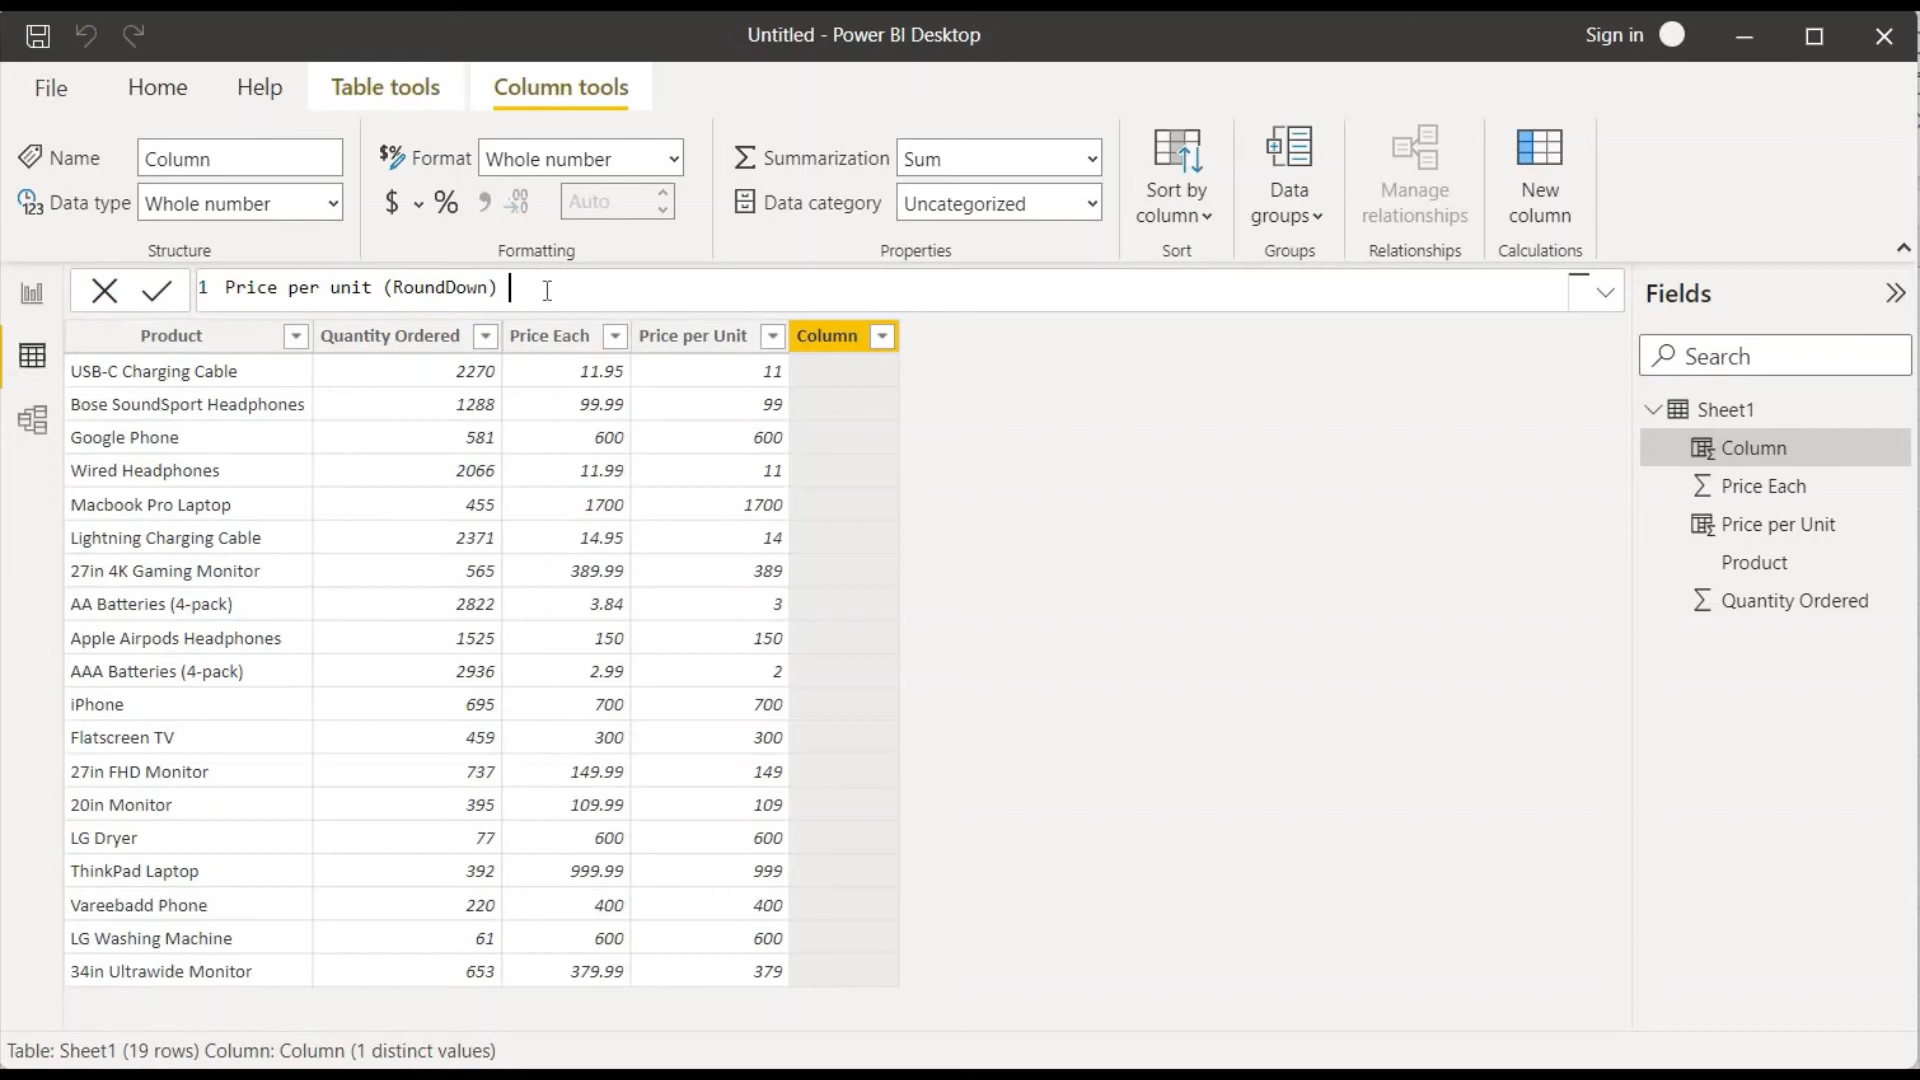 Untitled - Power BI Desktop
Sign in
File
Home
Help
Table tools
Column tools
Name
Column
Data type
Whole number
Structure
Format
Whole number
$
%
Auto
Formatting
Summarization
Sum
Data category
Uncategorized
Properties
Sort by
column
Sort
Data
groups
Groups
Manage
relationships
Relationships
New
column
Calculations
1 Price per unit (RoundDown)
Product Quantity Ordered Price Each Price per Unit Column
USB-C Charging Cable 2270 11.95 11
Bose SoundSport Headphones 1288 99.99 99
Google Phone 581 600 600
Wired Headphones 2066 11.99 11
Macbook Pro Laptop 455 1700 1700
Lightning Charging Cable 2371 14.95 14
27in 4K Gaming Monitor 565 389.99 389
AA Batteries (4-pack) 2822 3.84 3
Apple Airpods Headphones 1525 150 150
AAA Batteries (4-pack) 2936 2.99 2
iPhone 695 700 700
Flatscreen TV 459 300 300
27in FHD Monitor 737 149.99 149
20in Monitor 395 109.99 109
LG Dryer 77 600 600
ThinkPad Laptop 392 999.99 999
Vareebadd Phone 220 400 400
LG Washing Machine 61 600 600
34in Ultrawide Monitor 653 379.99 379
Fields
Search
Sheet1
Column
Price Each
Price per Unit
Product
Quantity Ordered
Table: Sheet1 (19 rows) Column: Column (1 distinct values)